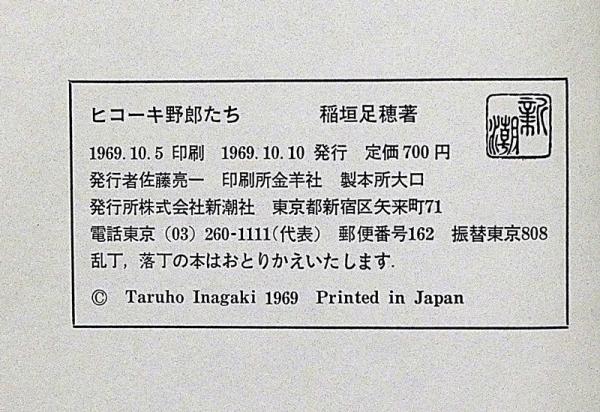 ヒコーキ野郎たち 稲垣足穂著
新潮
1969.10.5 印刷 1969.10.10 発行 定価700円
発行者佐藤亮一 印刷所金羊社 製本所大口
発行所株式会社新潮社 東京都新宿区矢来町71
電話東京 (03) 260-1111(代表) 郵便番号162 振替東京808
乱丁,落丁の本はおとりかえいたします.
© Taruho Inagaki 1969 Printed in Japan